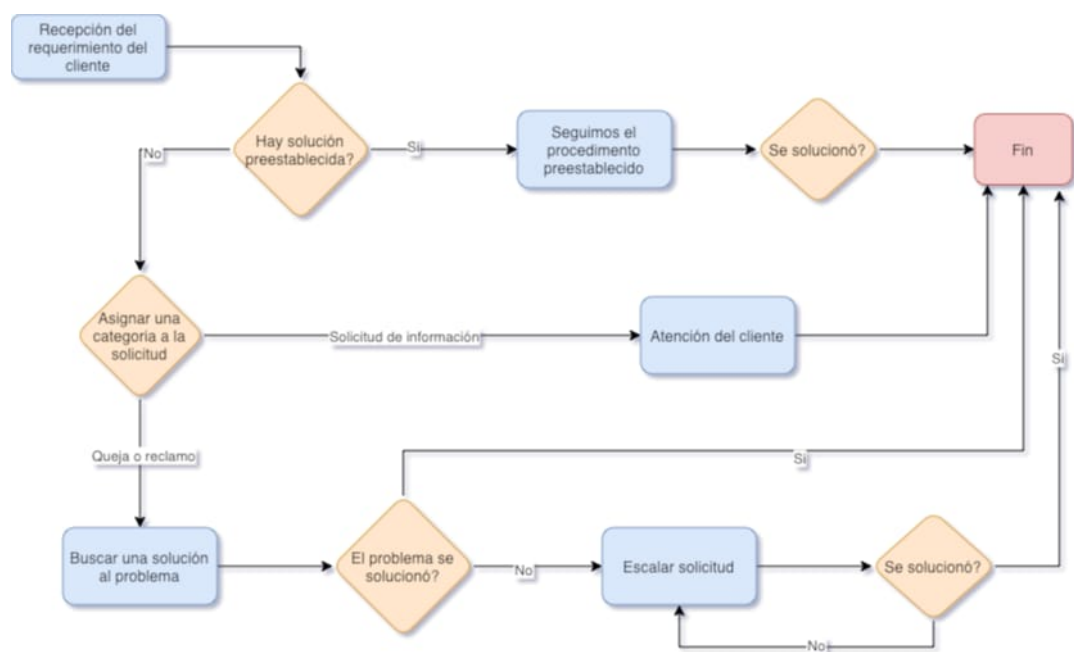 Recepción del
requerimiento del
cliente
Hay solución
preestablecida?
No
Si
Seguimos el
procedimento
preestablecido
Se solucionó?
Fin
Asignar una
categoria a la
solicitud
Solicitud de información
Atención del cliente
Si
Queja o reclamo
Si
Buscar una solución
al problema
El problema se
solucionó?
No
Escalar solicitud
Se solucionó?
No